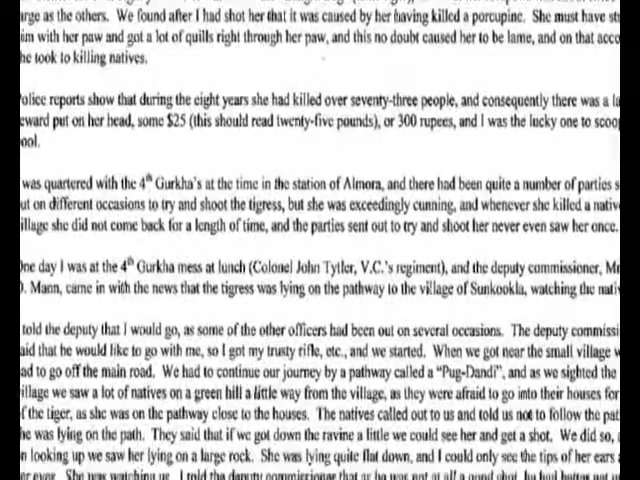 arge as the others. We found after I had shot her that it was caused by her having killed a porcupine. She must have st
im with her paw and got a lot of quills right through her paw, and this no doubt caused her to be lame, and on that acco
he took to killing natives.
olice reports show that during the eight years she had killed over seventy-three people, and consequently there was a la
eward put on her head, some $25 (this should read twenty-five pounds), or 300 rupees, and I was the lucky one to scoop
ool.
was quartered with the 4th Gurkha's at the time in the station of Almora, and there had been quite a number of parties s
ut on different occasions to try and shoot the tigress, but she was exceedingly cunning, and whenever she killed a nativ
illage she did not come back for a length of time, and the parties sent out to try and shoot her never even saw her once.
One day I was at the 4th Gurkha mess at lunch (Colonel John Tytler, V.C.'s regiment), and the deputy commissioner, Mr
. Mann, came in with the news that the tigress was lying on the pathway to the village of Sunkookla, watching the nativ
told the deputy that I would go, as some of the other officers had been out on several occasions. The deputy commissi
aid that he would like to go with me, so I got my trusty rifle, etc., and we started. When we got near the small village w
ad to go off the main road. We had to continue our journey by a pathway called a "Pug-Dandi", and as we sighted the
illage we saw a lot of natives on a green hill a little way from the village, as they were afraid to go into their houses for
f the tiger, as she was on the pathway close to the houses. The natives called out to us and told us not to follow the pat
he was lying on the path. They said that if we got down the ravine a little we could see her and get a shot. We did so,
n looking up we saw her lying on a large rock. She was lying quite flat down, and I could only see the tips of her ears
er eyes. She was watching us. I told the deputy commissioner that as he was not at all a good shot, he had better not